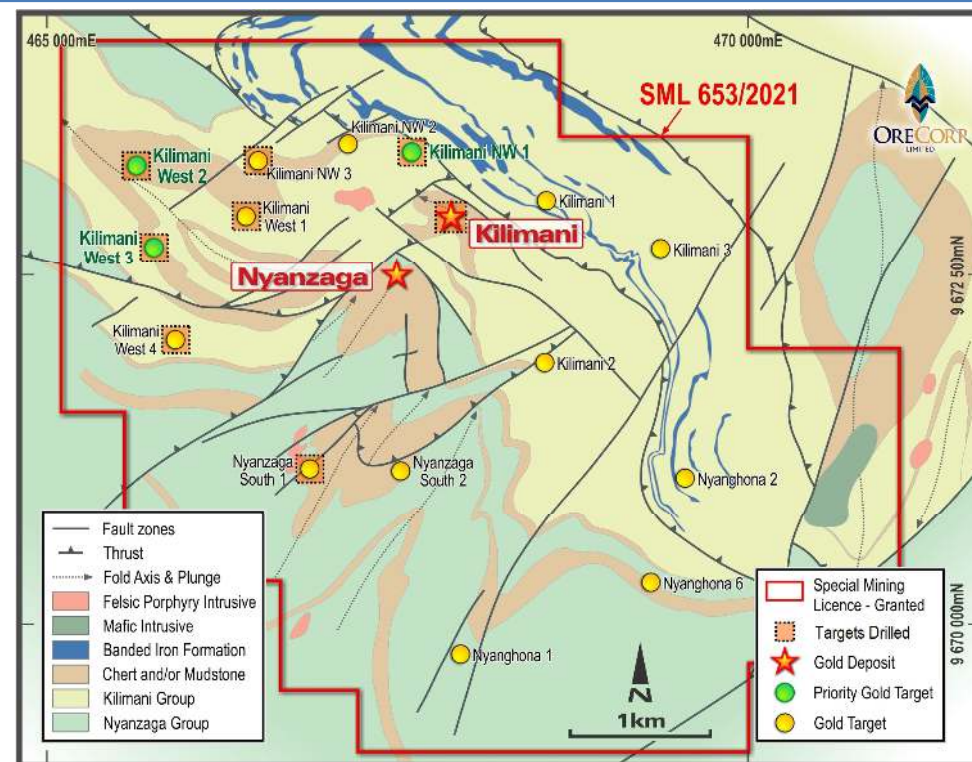 465 000mE
470 000mE
SML 653/2021
ORECORP
LIMITED
Kilimani NW 2
Kilimani NW 1
Kilimani
West 2
Kilimani NW 3
Kilimani
West 1
Kilimani 1
Kilimani
Kilimani
West 3
Kilimani 3
Nyanzaga
9 672 500mN
Kilimani
West 4
Kilimani 2
Nyanzaga
South 1
Nyanzaga
South 2
Nyanghona 2
Nyanghona 6
Nyanghona 1
9 670 000mN
N
1km
Fault zones
Thrust
Fold Axis & Plunge
Felsic Porphyry Intrusive
Mafic Intrusive
Banded Iron Formation
Chert and/or Mudstone
Kilimani Group
Nyanzaga Group
Special Mining
Licence - Granted
Targets Drilled
Gold Deposit
Priority Gold Target
Gold Target